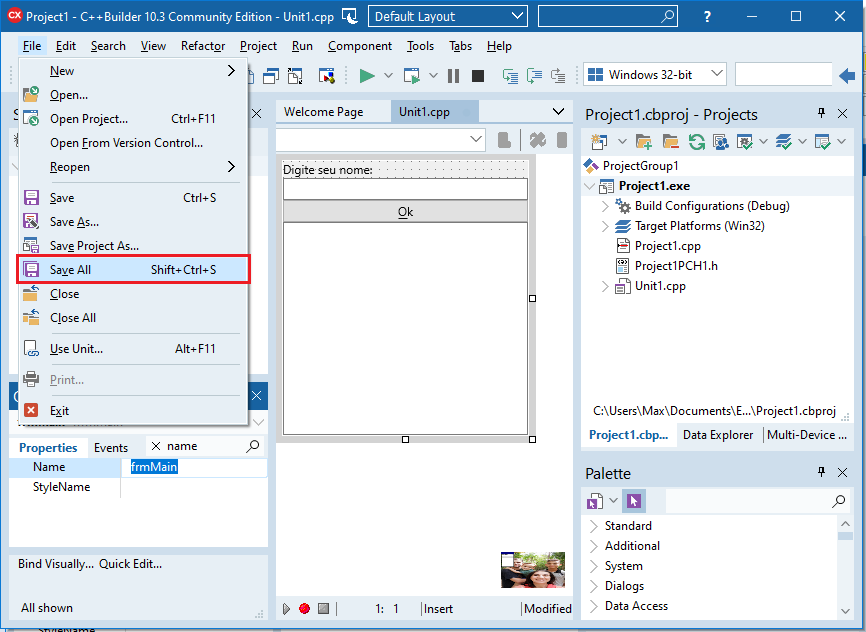 CX Project1 - C++Builder 10.3 Community Edition - Unit1.cpp
Default Layout
?
File Edit Search View Refactor Project Run Component Tools Tabs Help
Windows 32-bit
New
Open...
Open Project... Ctrl+F11
Open From Version Control...
Reopen
Save Ctrl+S
Save As...
Save Project As...
Save All Shift+Ctrl+S
Close
Close All
Use Unit... Alt+F11
Print...
Exit
Properties Events name
Name frmMain
StyleName
Bind Visually... Quick Edit...
All shown
StyleName
Welcome Page Unit1.cpp
Digite seu nome:
Ok
1: 1 Insert Modified
Project1.cbproj - Projects
ProjectGroup1
Project1.exe
Build Configurations (Debug)
Target Platforms (Win32)
Project1.cpp
Project1PCH1.h
Unit1.cpp
C:\Users\Max\Documents\E...\Project1.cbproj
Project1.cbp... Data Explorer Multi-Device ...
Palette
Standard
Additional
System
Dialogs
Data Access